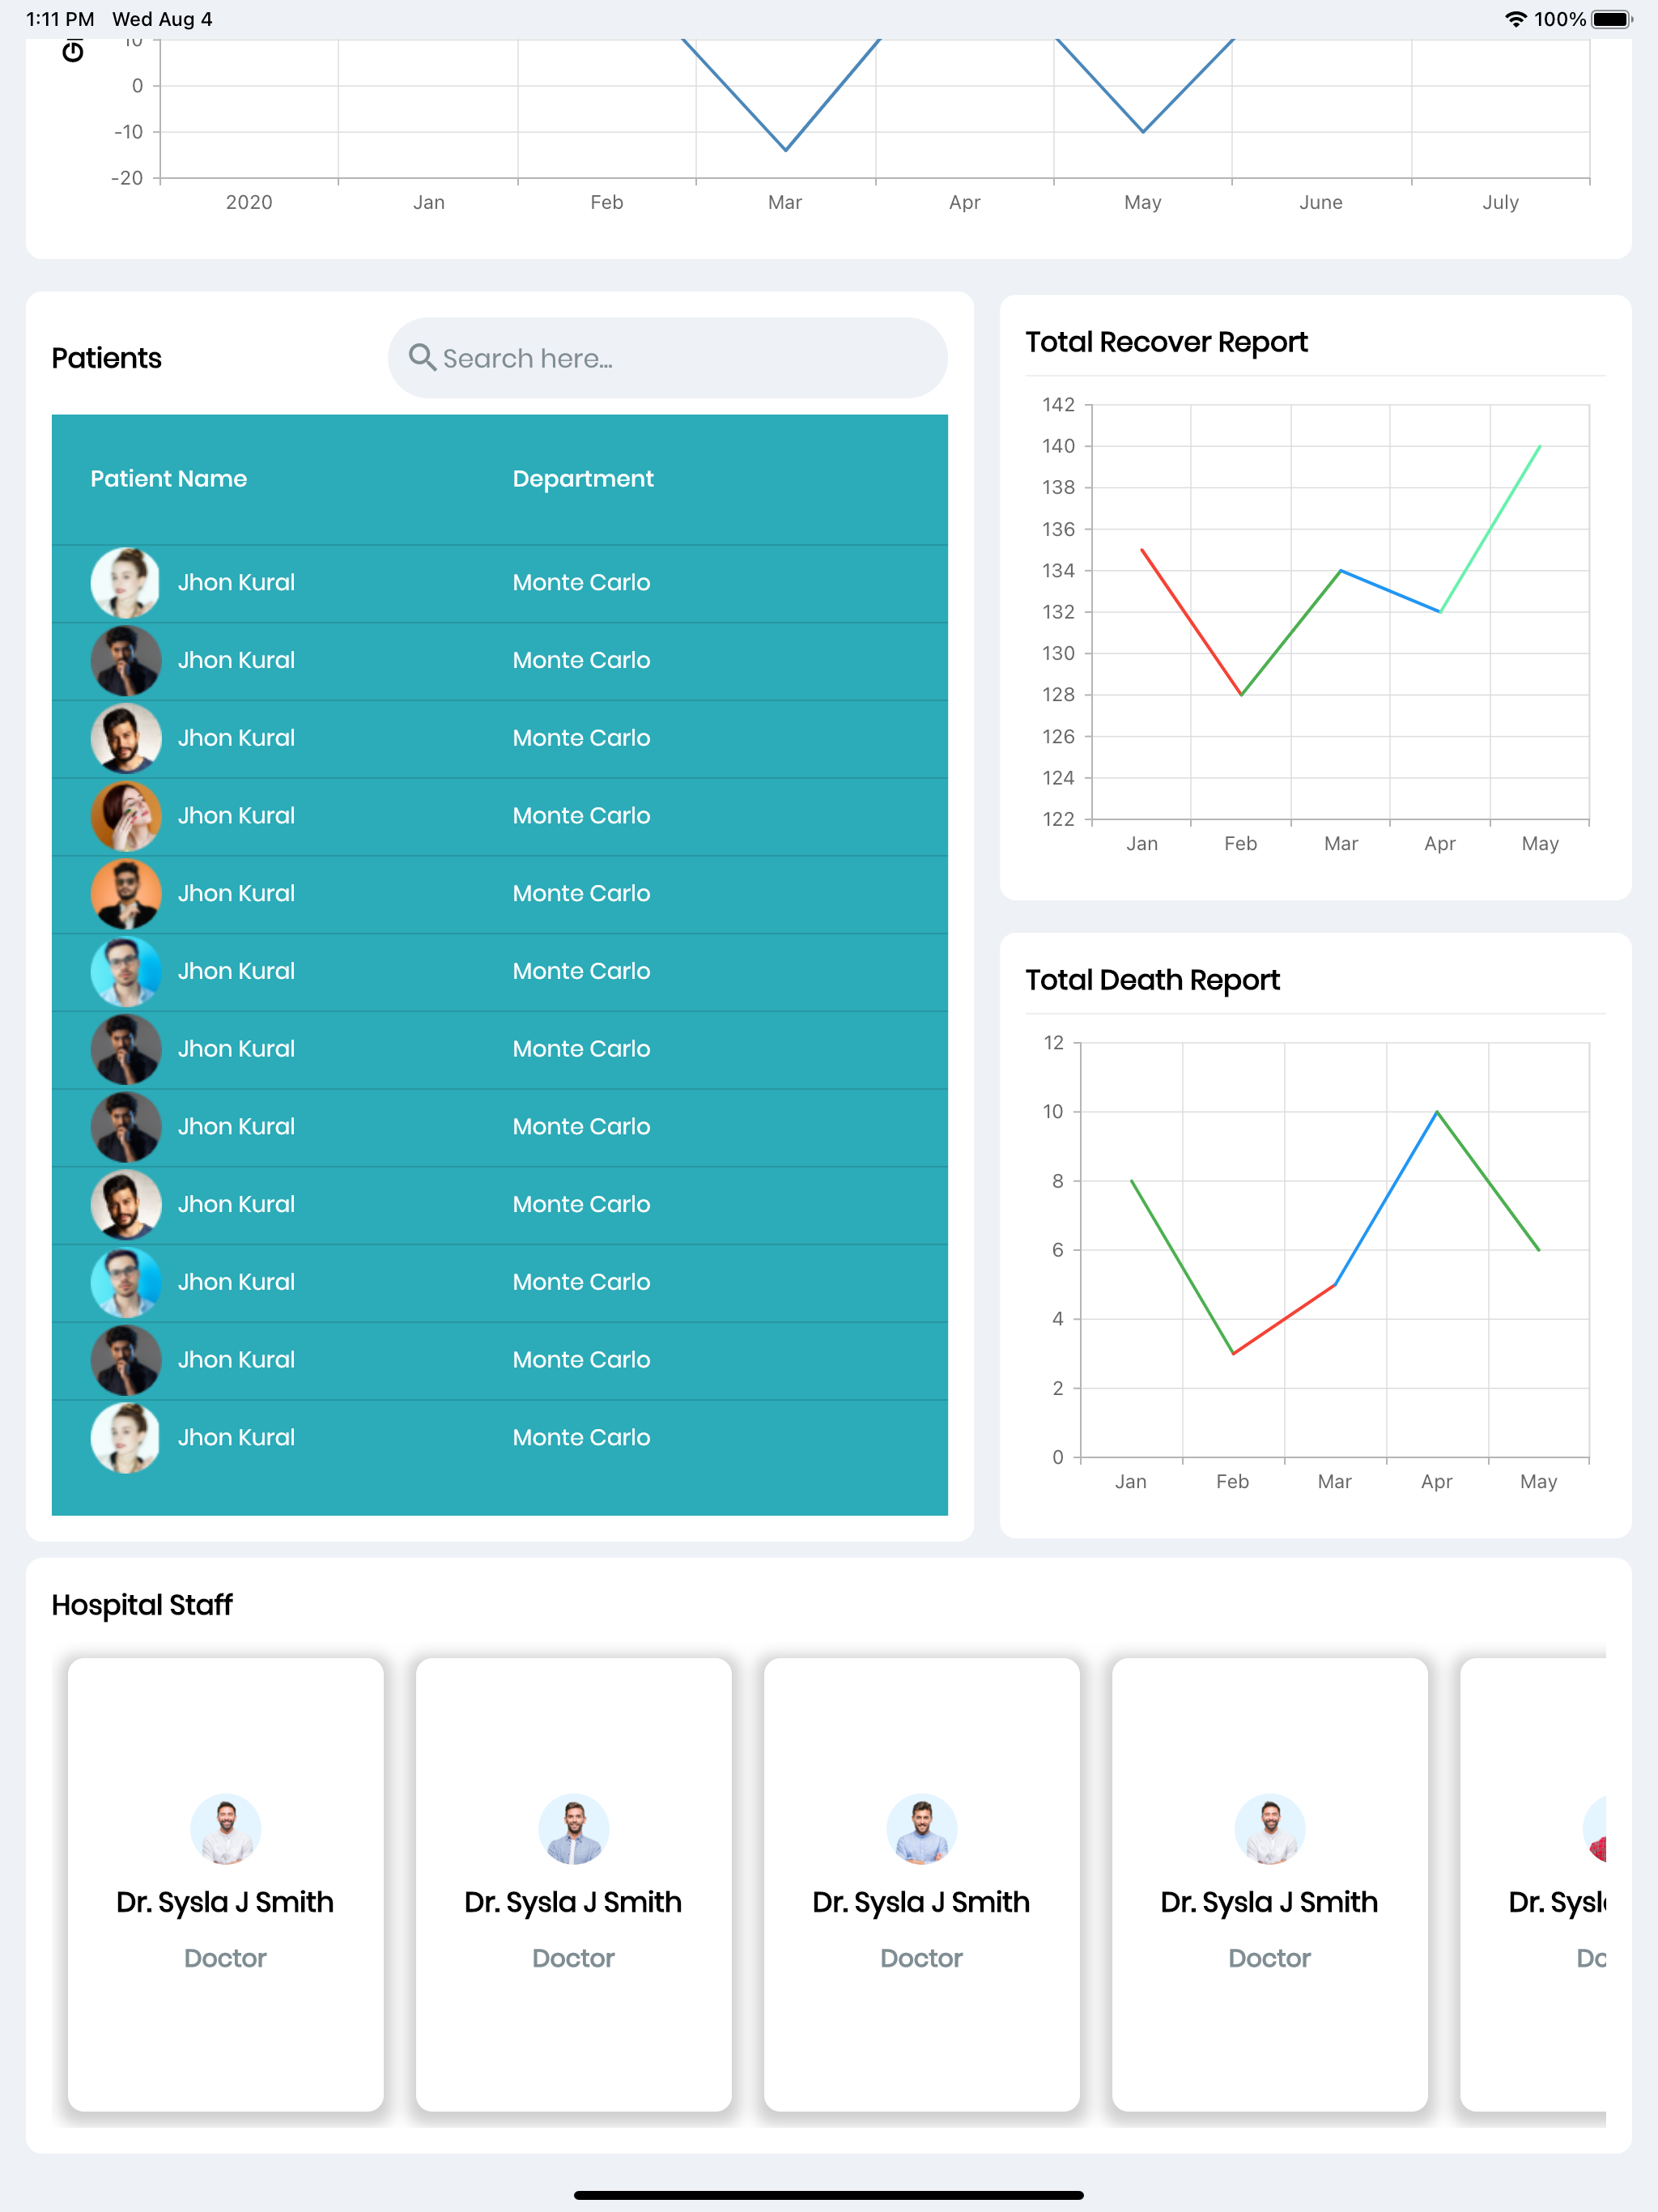 1:11 PM Wed Aug 4 100%
10
0
-10
-20
2020 Jan Feb Mar Apr May June July
Patients
Search here...
Patient Name Department
Jhon Kural Monte Carlo
Jhon Kural Monte Carlo
Jhon Kural Monte Carlo
Jhon Kural Monte Carlo
Jhon Kural Monte Carlo
Jhon Kural Monte Carlo
Jhon Kural Monte Carlo
Jhon Kural Monte Carlo
Jhon Kural Monte Carlo
Jhon Kural Monte Carlo
Jhon Kural Monte Carlo
Jhon Kural Monte Carlo
Total Recover Report
142
140
138
136
134
132
130
128
126
124
122
Jan Feb Mar Apr May
Total Death Report
12
10
8
6
4
2
0
Jan Feb Mar Apr May
Hospital Staff
Dr. Sysla J Smith
Doctor
Dr. Sysla J Smith
Doctor
Dr. Sysla J Smith
Doctor
Dr. Sysla J Smith
Doctor
Dr.